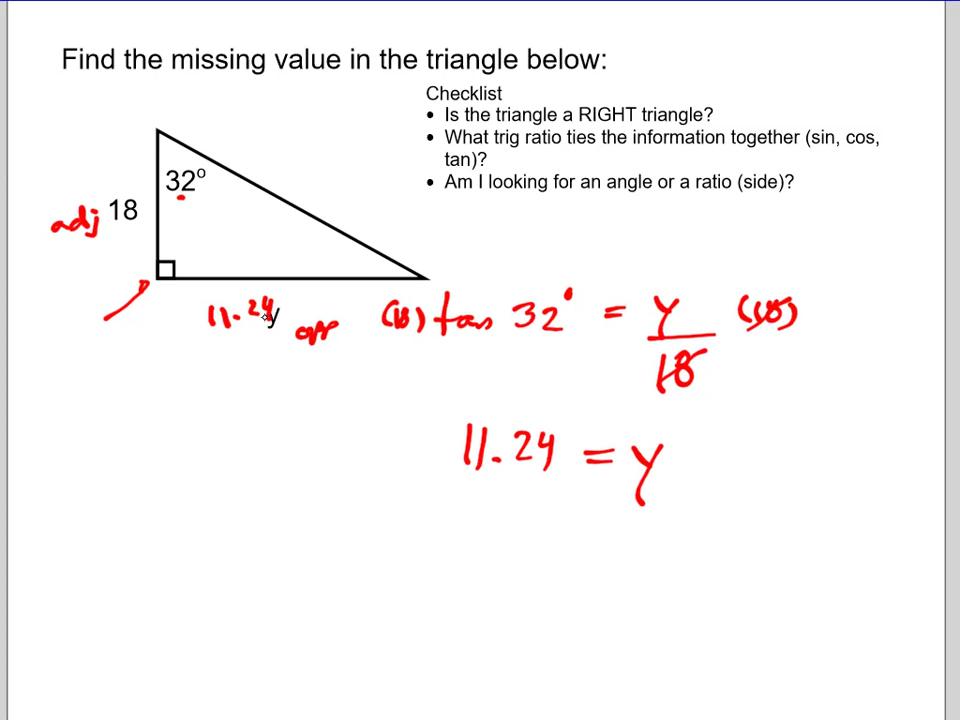 Find the missing value in the triangle below:
Checklist
• Is the triangle a RIGHT triangle?
• What trig ratio ties the information together (sin, cos,
tan)?
• Am I looking for an angle or a ratio (side)?
32°
adj 18
11.24 y opp
(18) tan 32° = y (18)
18
11.24 = y